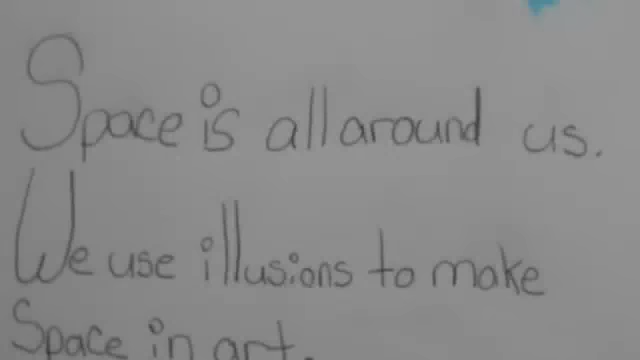 Space is all around us.
We use illusions to make
Space in art.